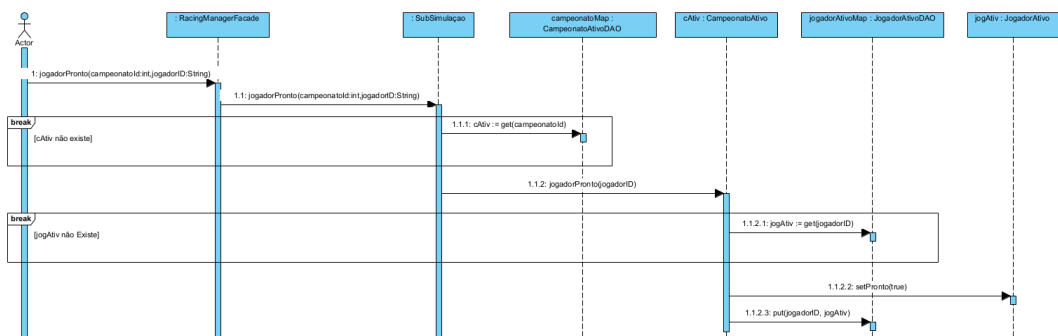 Actor
: RacingManagerFacade
: SubSimulaçao
campeonatoMap :
CampeonatoAtivoDAO
cAtiv : CampeonatoAtivo
jogadorAtivoMap : JogadorAtivoDAO
jogAtiv : JogadorAtivo
1: jogadorPronto(campeonatoId:int,jogadorID:String)
1.1: jogadorPronto(campeonatoId:int,jogadorID:String)
break
1.1.1: cAtiv := get(campeonatoId)
[cAtiv não existe]
1.1.2: jogadorPronto(jogadorID)
break
1.1.2.1: jogAtiv := get(jogadorID)
[jogAtiv não Existe]
1.1.2.2: setPronto(true)
1.1.2.3: put(jogadorID, jogAtiv)